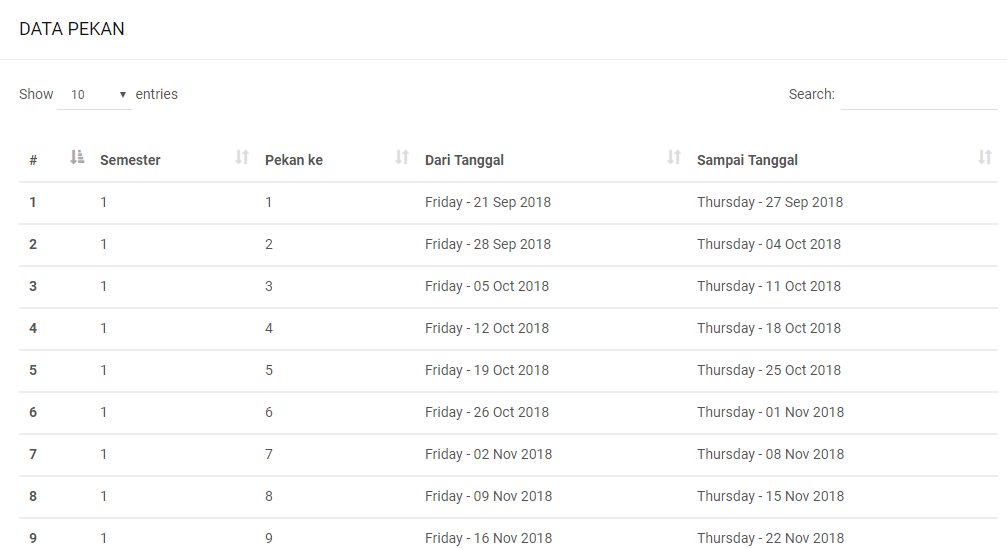 DATA PEKAN
Show 10 entries Search:
# Semester Pekan ke Dari Tanggal Sampai Tanggal
1 1 1 Friday - 21 Sep 2018 Thursday - 27 Sep 2018
2 1 2 Friday - 28 Sep 2018 Thursday - 04 Oct 2018
3 1 3 Friday - 05 Oct 2018 Thursday - 11 Oct 2018
4 1 4 Friday - 12 Oct 2018 Thursday - 18 Oct 2018
5 1 5 Friday - 19 Oct 2018 Thursday - 25 Oct 2018
6 1 6 Friday - 26 Oct 2018 Thursday - 01 Nov 2018
7 1 7 Friday - 02 Nov 2018 Thursday - 08 Nov 2018
8 1 8 Friday - 09 Nov 2018 Thursday - 15 Nov 2018
9 1 9 Friday - 16 Nov 2018 Thursday - 22 Nov 2018